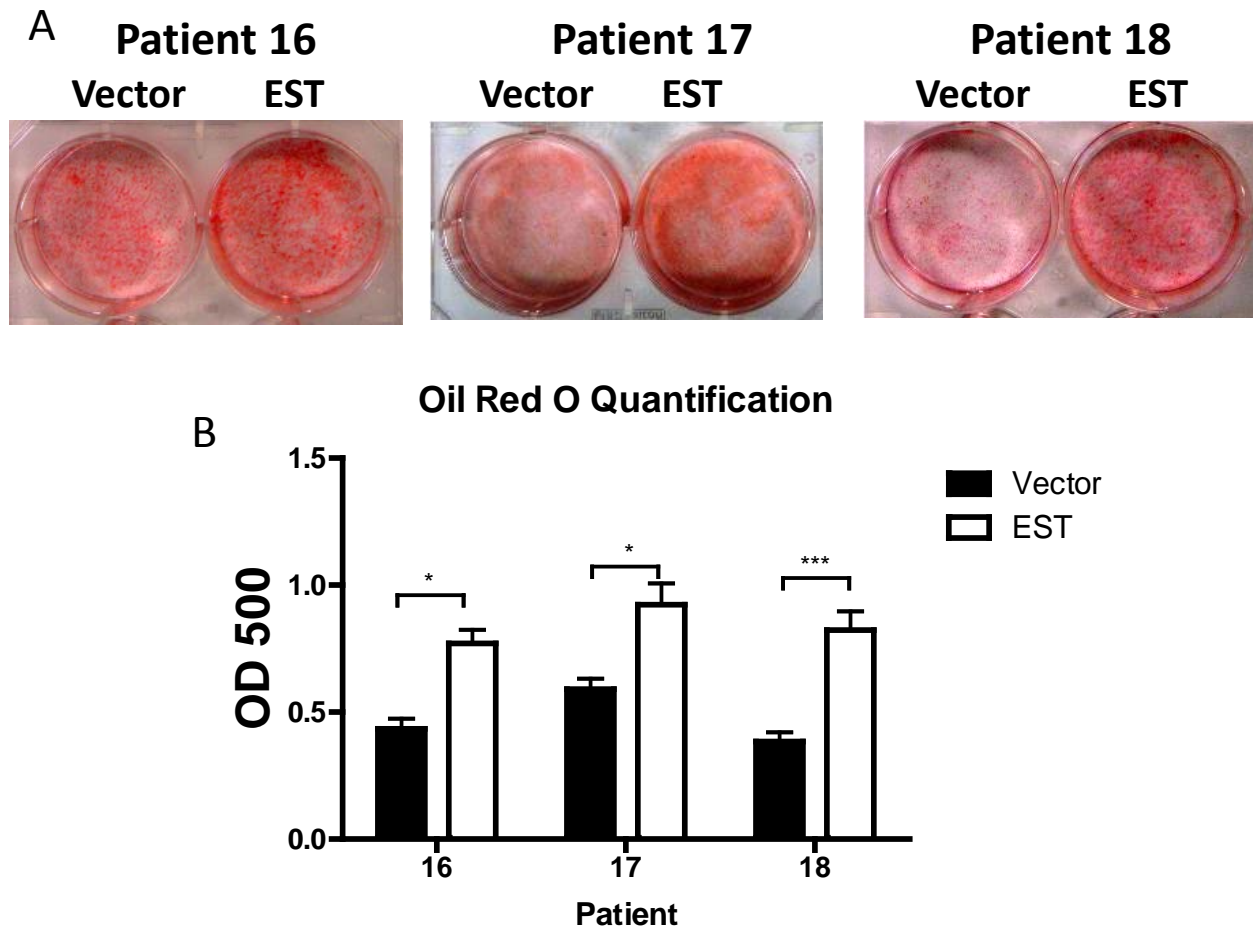 A
Patient 16 Patient 17 Patient 18
Vector EST Vector EST Vector EST
Oil Red O Quantification
B
1.5
1.0
0.5
0.0
OD 500
* * ***
Vector
EST
16 17 18
Patient